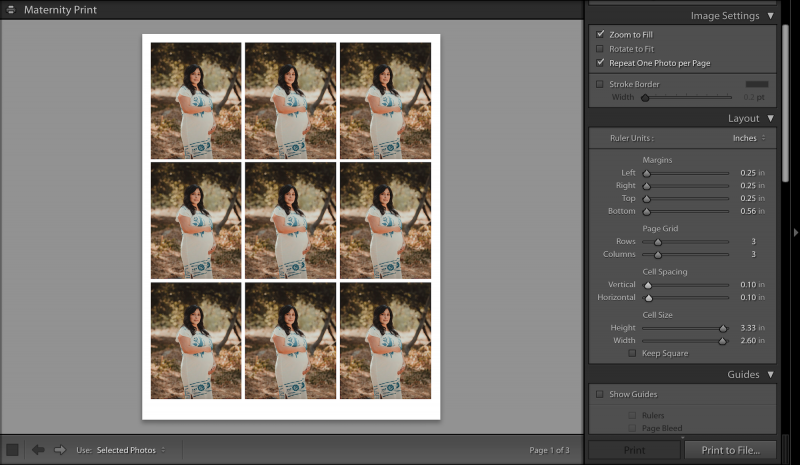 Maternity Print
Image Settings
Zoom to Fill
Rotate to Fit
Repeat One Photo per Page
Stroke Border
Width 0.2 pt
Layout
Ruler Units : Inches
Margins
Left 0.25 in
Right 0.25 in
Top 0.25 in
Bottom 0.56 in
Page Grid
Rows 3
Columns 3
Cell Spacing
Vertical 0.10 in
Horizontal 0.10 in
Cell Size
Height 3.33 in
Width 2.60 in
Keep Square
Guides
Show Guides
Rulers
Page Bleed
Use: Selected Photos
Page 1 of 3
Print
Print to File...